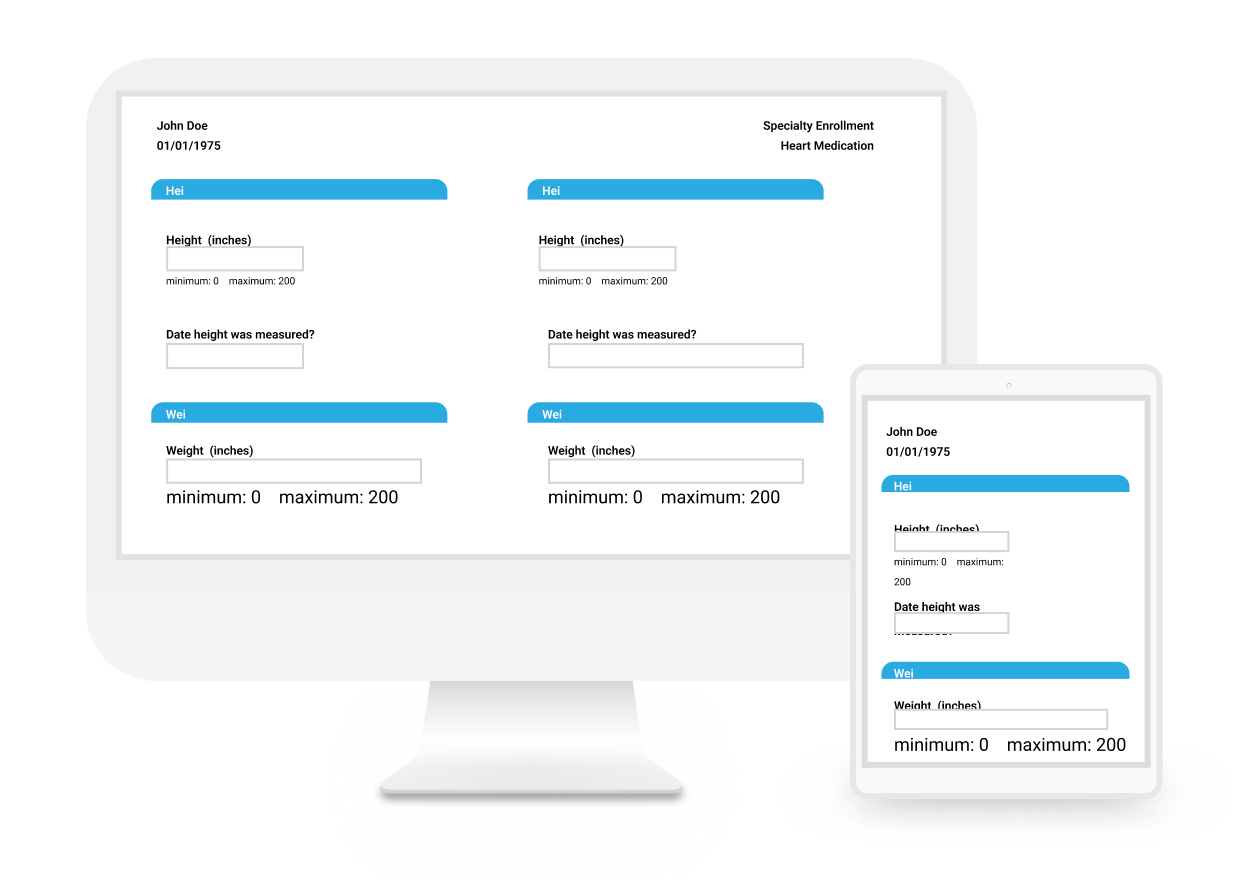 John Doe
01/01/1975
Specialty Enrollment
Heart Medication
Hei
Height (inches)
minimum: 0 maximum: 200
Date height was measured?
Wei
Weight (inches)
minimum: 0 maximum: 200
Hei
Height (inches)
minimum: 0 maximum: 200
Date height was measured?
Wei
Weight (inches)
minimum: 0 maximum: 200
John Doe
01/01/1975
Hei
Height (inches)
minimum: 0 maximum:
200
Date height was
measured?
Wei
Weight (inches)
minimum: 0 maximum: 200